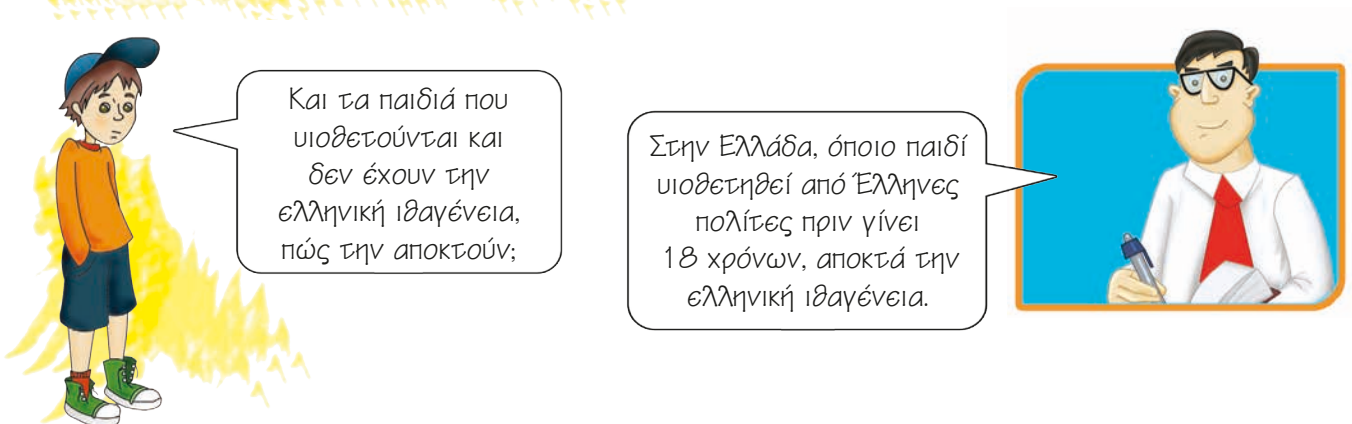 Και τα παιδιά που
υιοθετούνται και
δεν έχουν την
ελληνική ιθαγένεια,
πώς την αποκτούν;
Στην Ελλάδα, όποιο παιδί
υιοθετηθεί από Έλληνες
πολίτες πριν γίνει
18 χρόνων, αποκτά την
ελληνική ιθαγένεια.